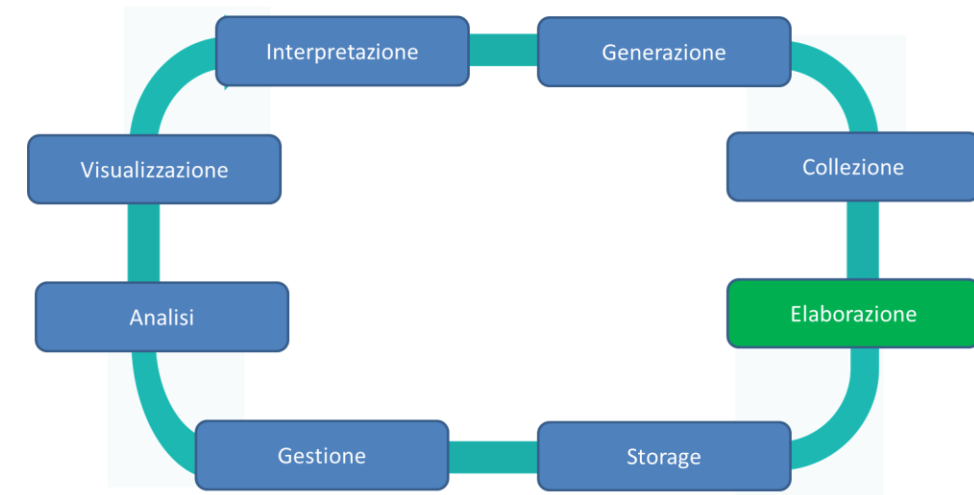 Interpretazione
Generazione
Visualizzazione
Collezione
Analisi
Elaborazione
Gestione
Storage